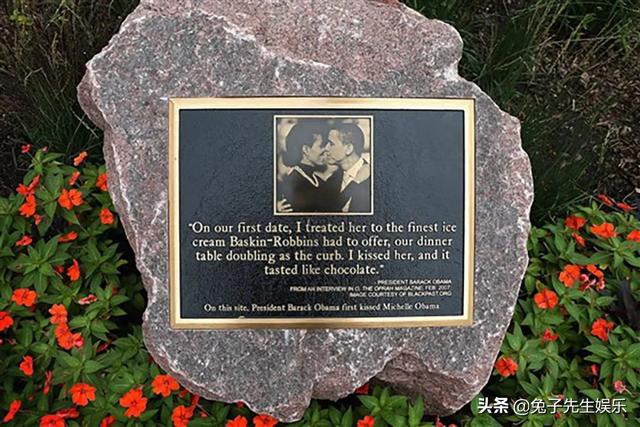 "On our first date, I treated her to the finest ice
cream Baskin-Robbins had to offer, our dinner
table doubling as the curb. I kissed her, and it
tasted like chocolate."
PRESIDENT BARACK OBAMA
FROM AN INTERVIEW IN O, THE OPRAH MAGAZINE, FEB. 2007
IMAGE COURTESY OF BLACKPAST.ORG
On this site, President Barack Obama first kissed Michelle Obama
头条 @兔子先生娱乐